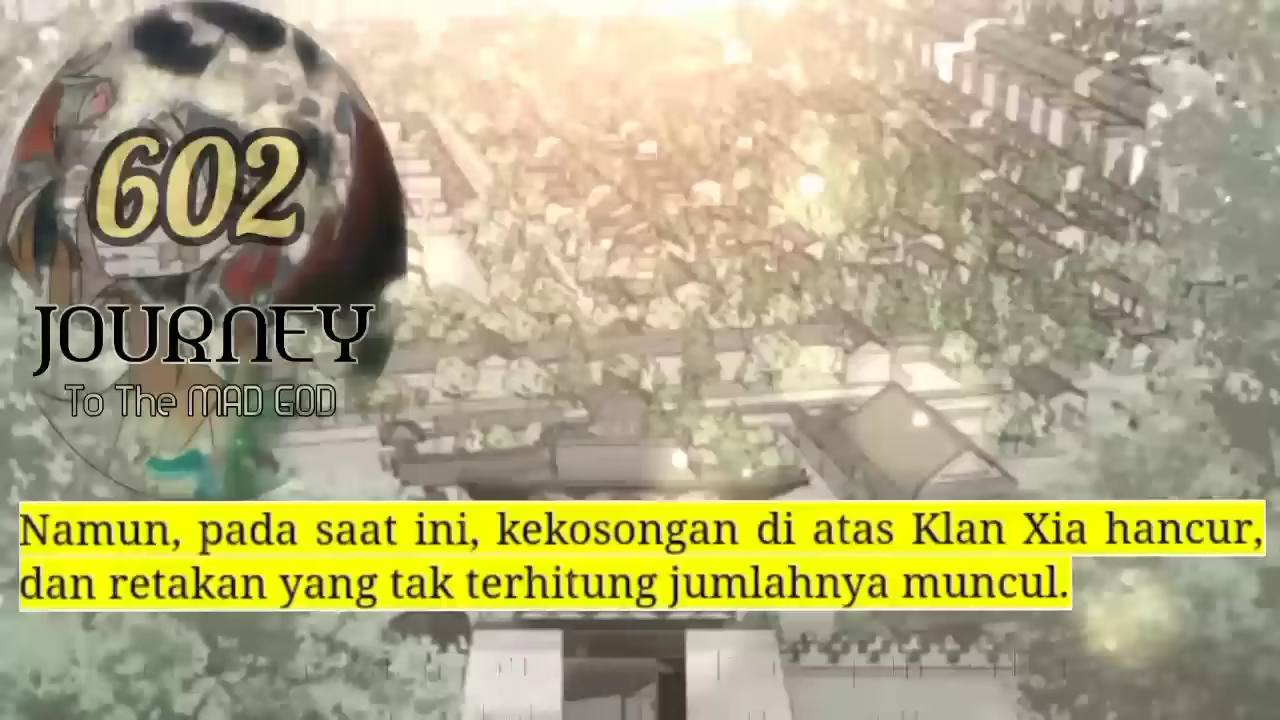 602
JOURNEY
To The MAD GOD
Namun, pada saat ini, kekosongan di atas Klan Xia hancur,
dan retakan yang tak terhitung jumlahnya muncul.